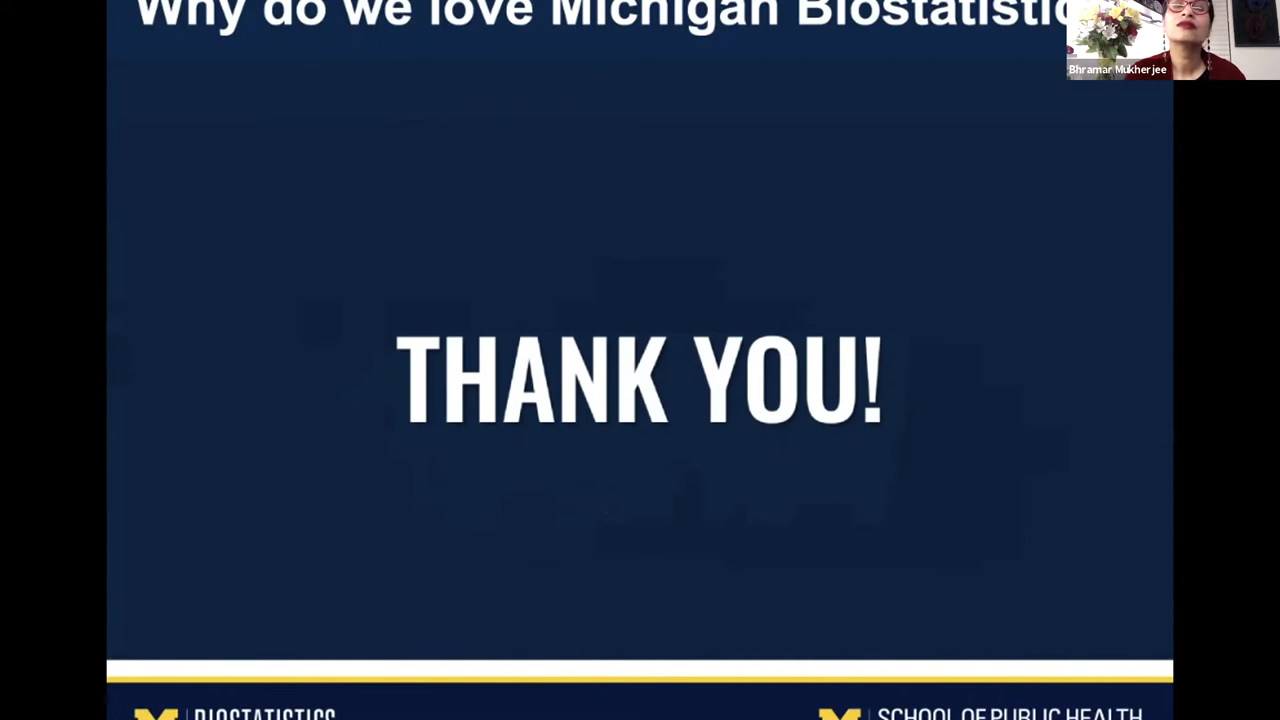 Why do we love Michigan Biostatistic
Bhramar Mukherjee
THANK YOU!
M BIOSTATISTICS
M SCHOOL OF PUBLIC HEALTH